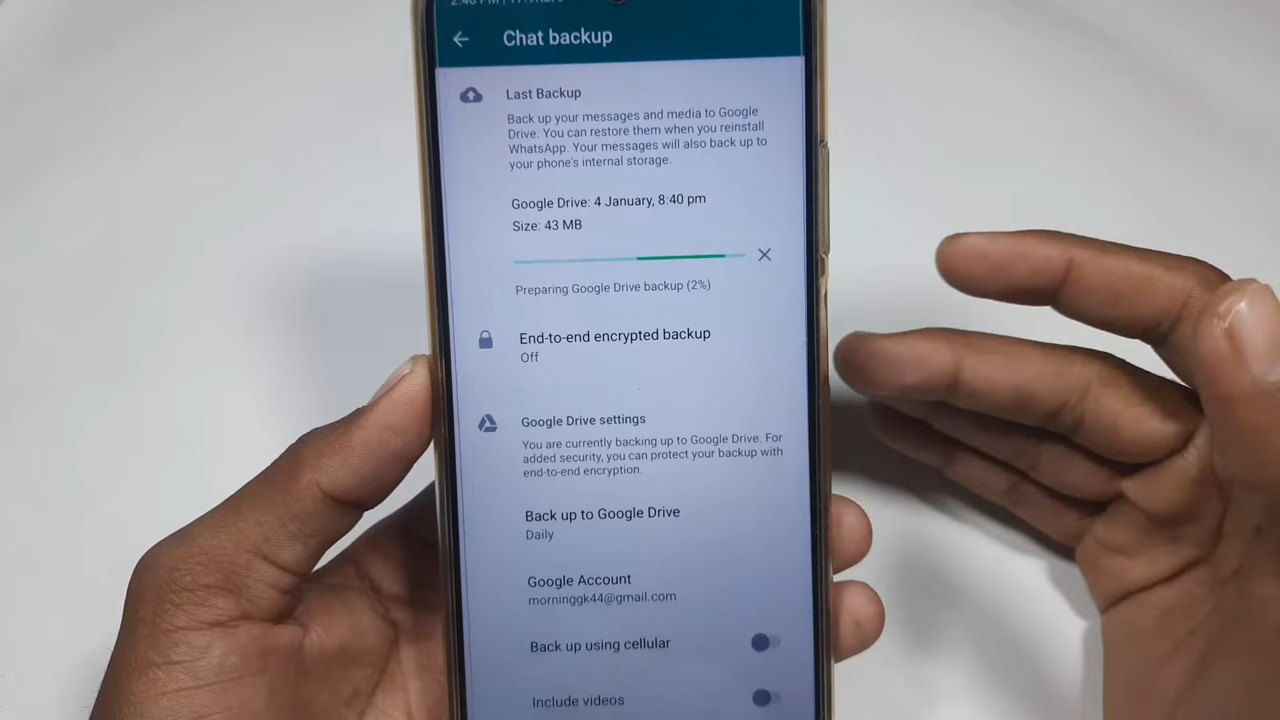 Chat backup
Last Backup
Back up your messages and media to Google
Drive. You can restore them when you reinstall
WhatsApp. Your messages will also back up to
your phone's internal storage.
Google Drive: 4 January, 8:40 pm
Size: 43 MB
Preparing Google Drive backup (2%)
End-to-end encrypted backup
Off
Google Drive settings
You are currently backing up to Google Drive. For
added security, you can protect your backup with
end-to-end encryption.
Back up to Google Drive
Daily
Google Account
morninggk44@gmail.com
Back up using cellular
Include videos